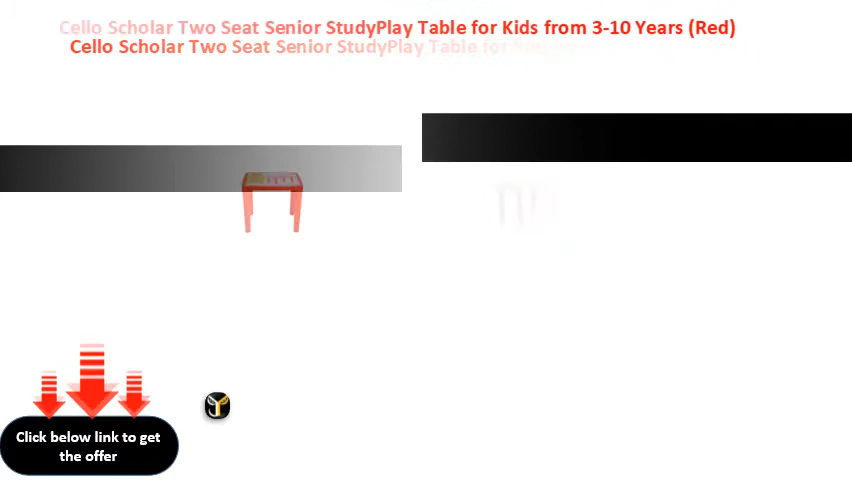 Cello Scholar Two Seat Senior StudyPlay Table for Kids from 3-10 Years (Red)
Cello Scholar Two Seat Senior StudyPlay Table for
Click below link to get
the offer